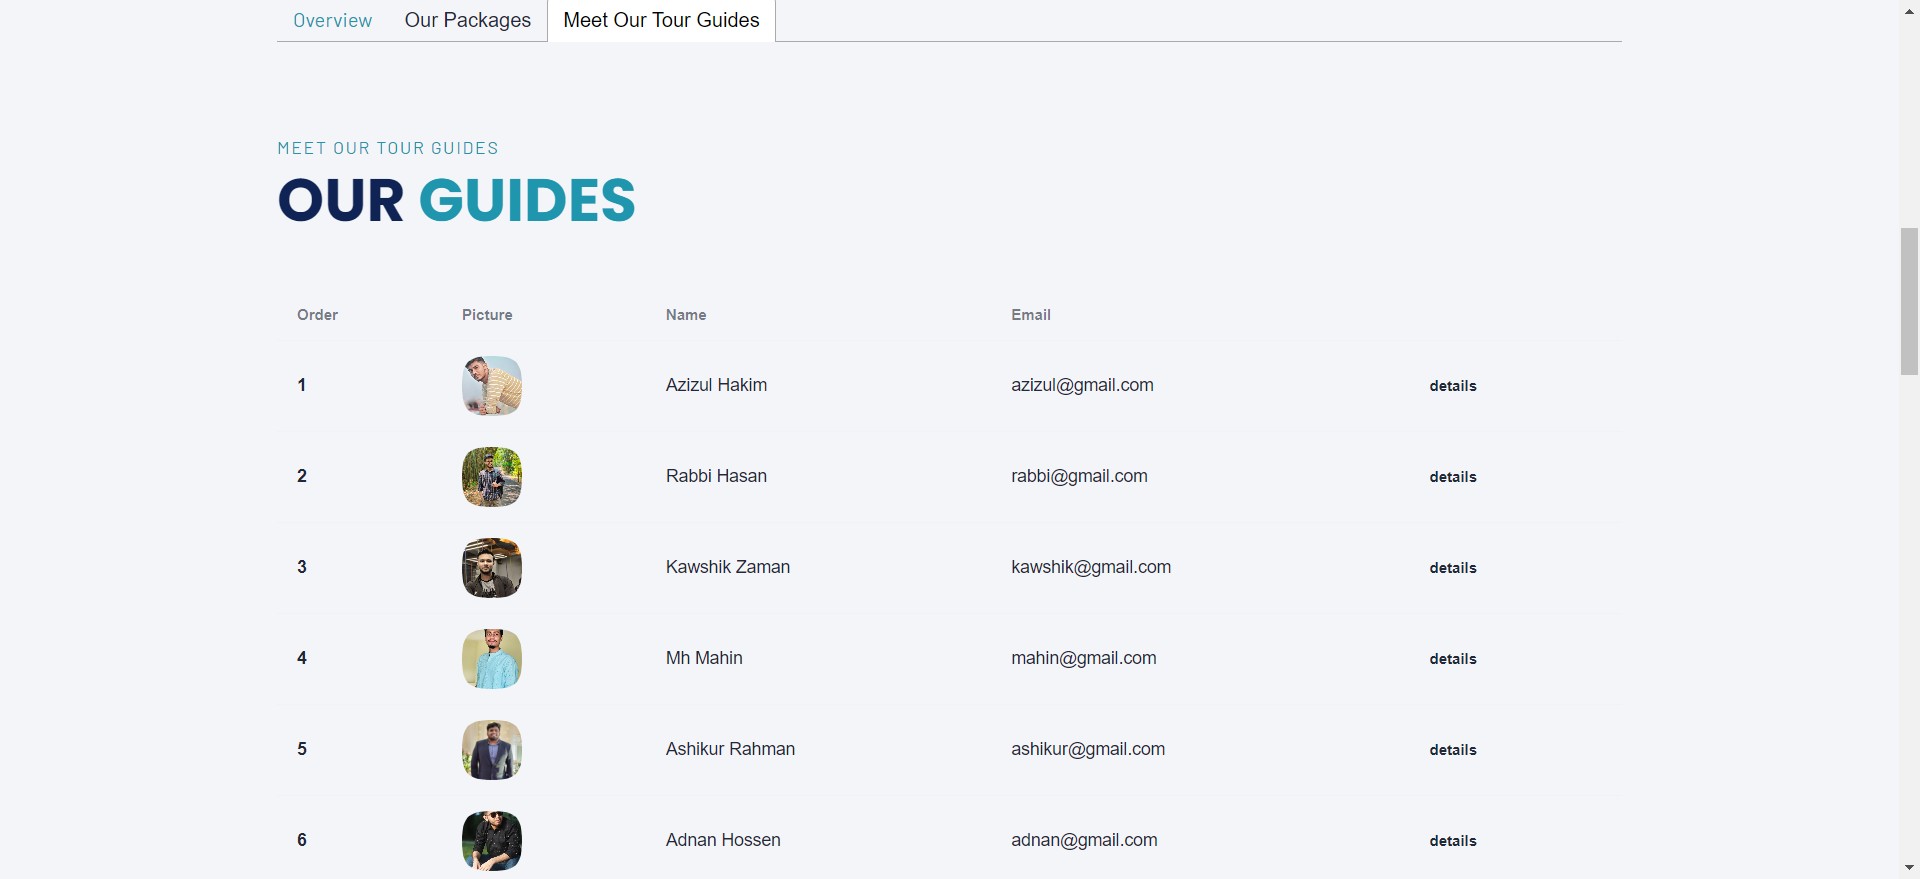 Overview Our Packages Meet Our Tour Guides
MEET OUR TOUR GUIDES
OUR GUIDES
Order Picture Name Email
1 Azizul Hakim azizul@gmail.com details
2 Rabbi Hasan rabbi@gmail.com details
3 Kawshik Zaman kawshik@gmail.com details
4 Mh Mahin mahin@gmail.com details
5 Ashikur Rahman ashikur@gmail.com details
6 Adnan Hossen adnan@gmail.com details